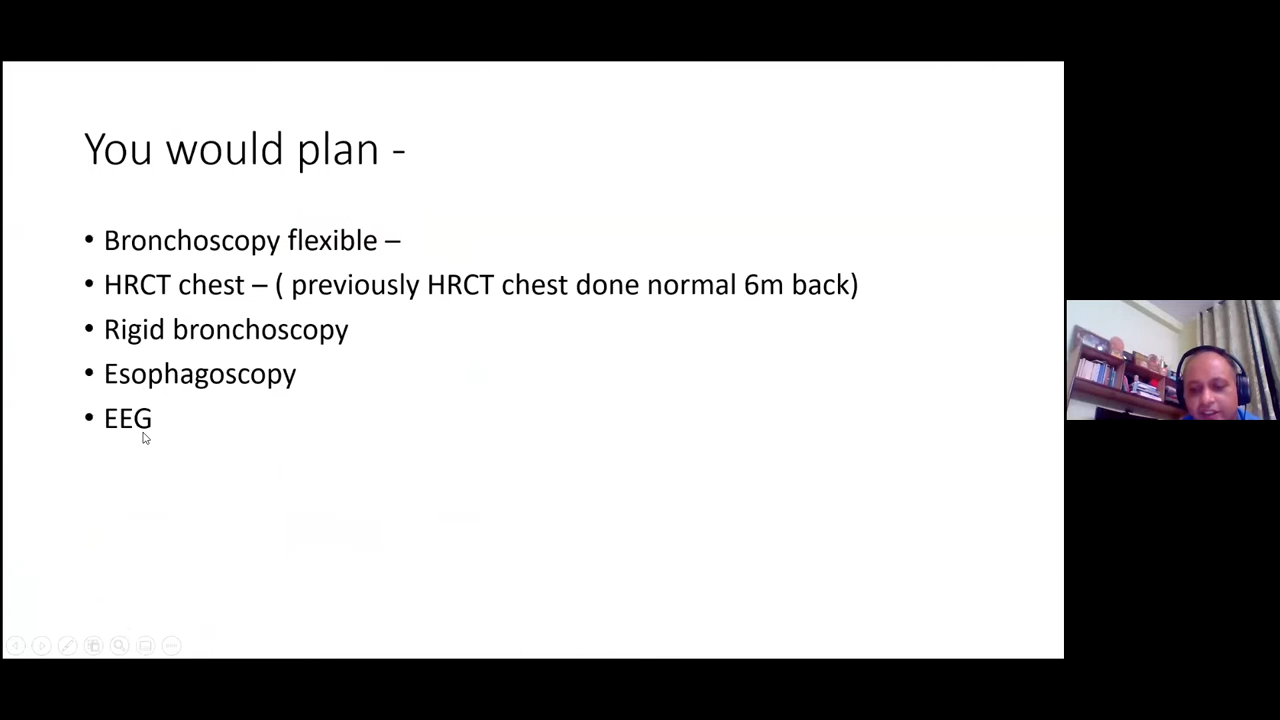 You would plan -
• Bronchoscopy flexible –
• HRCT chest – ( previously HRCT chest done normal 6m back)
• Rigid bronchoscopy
• Esophagoscopy
• EEG